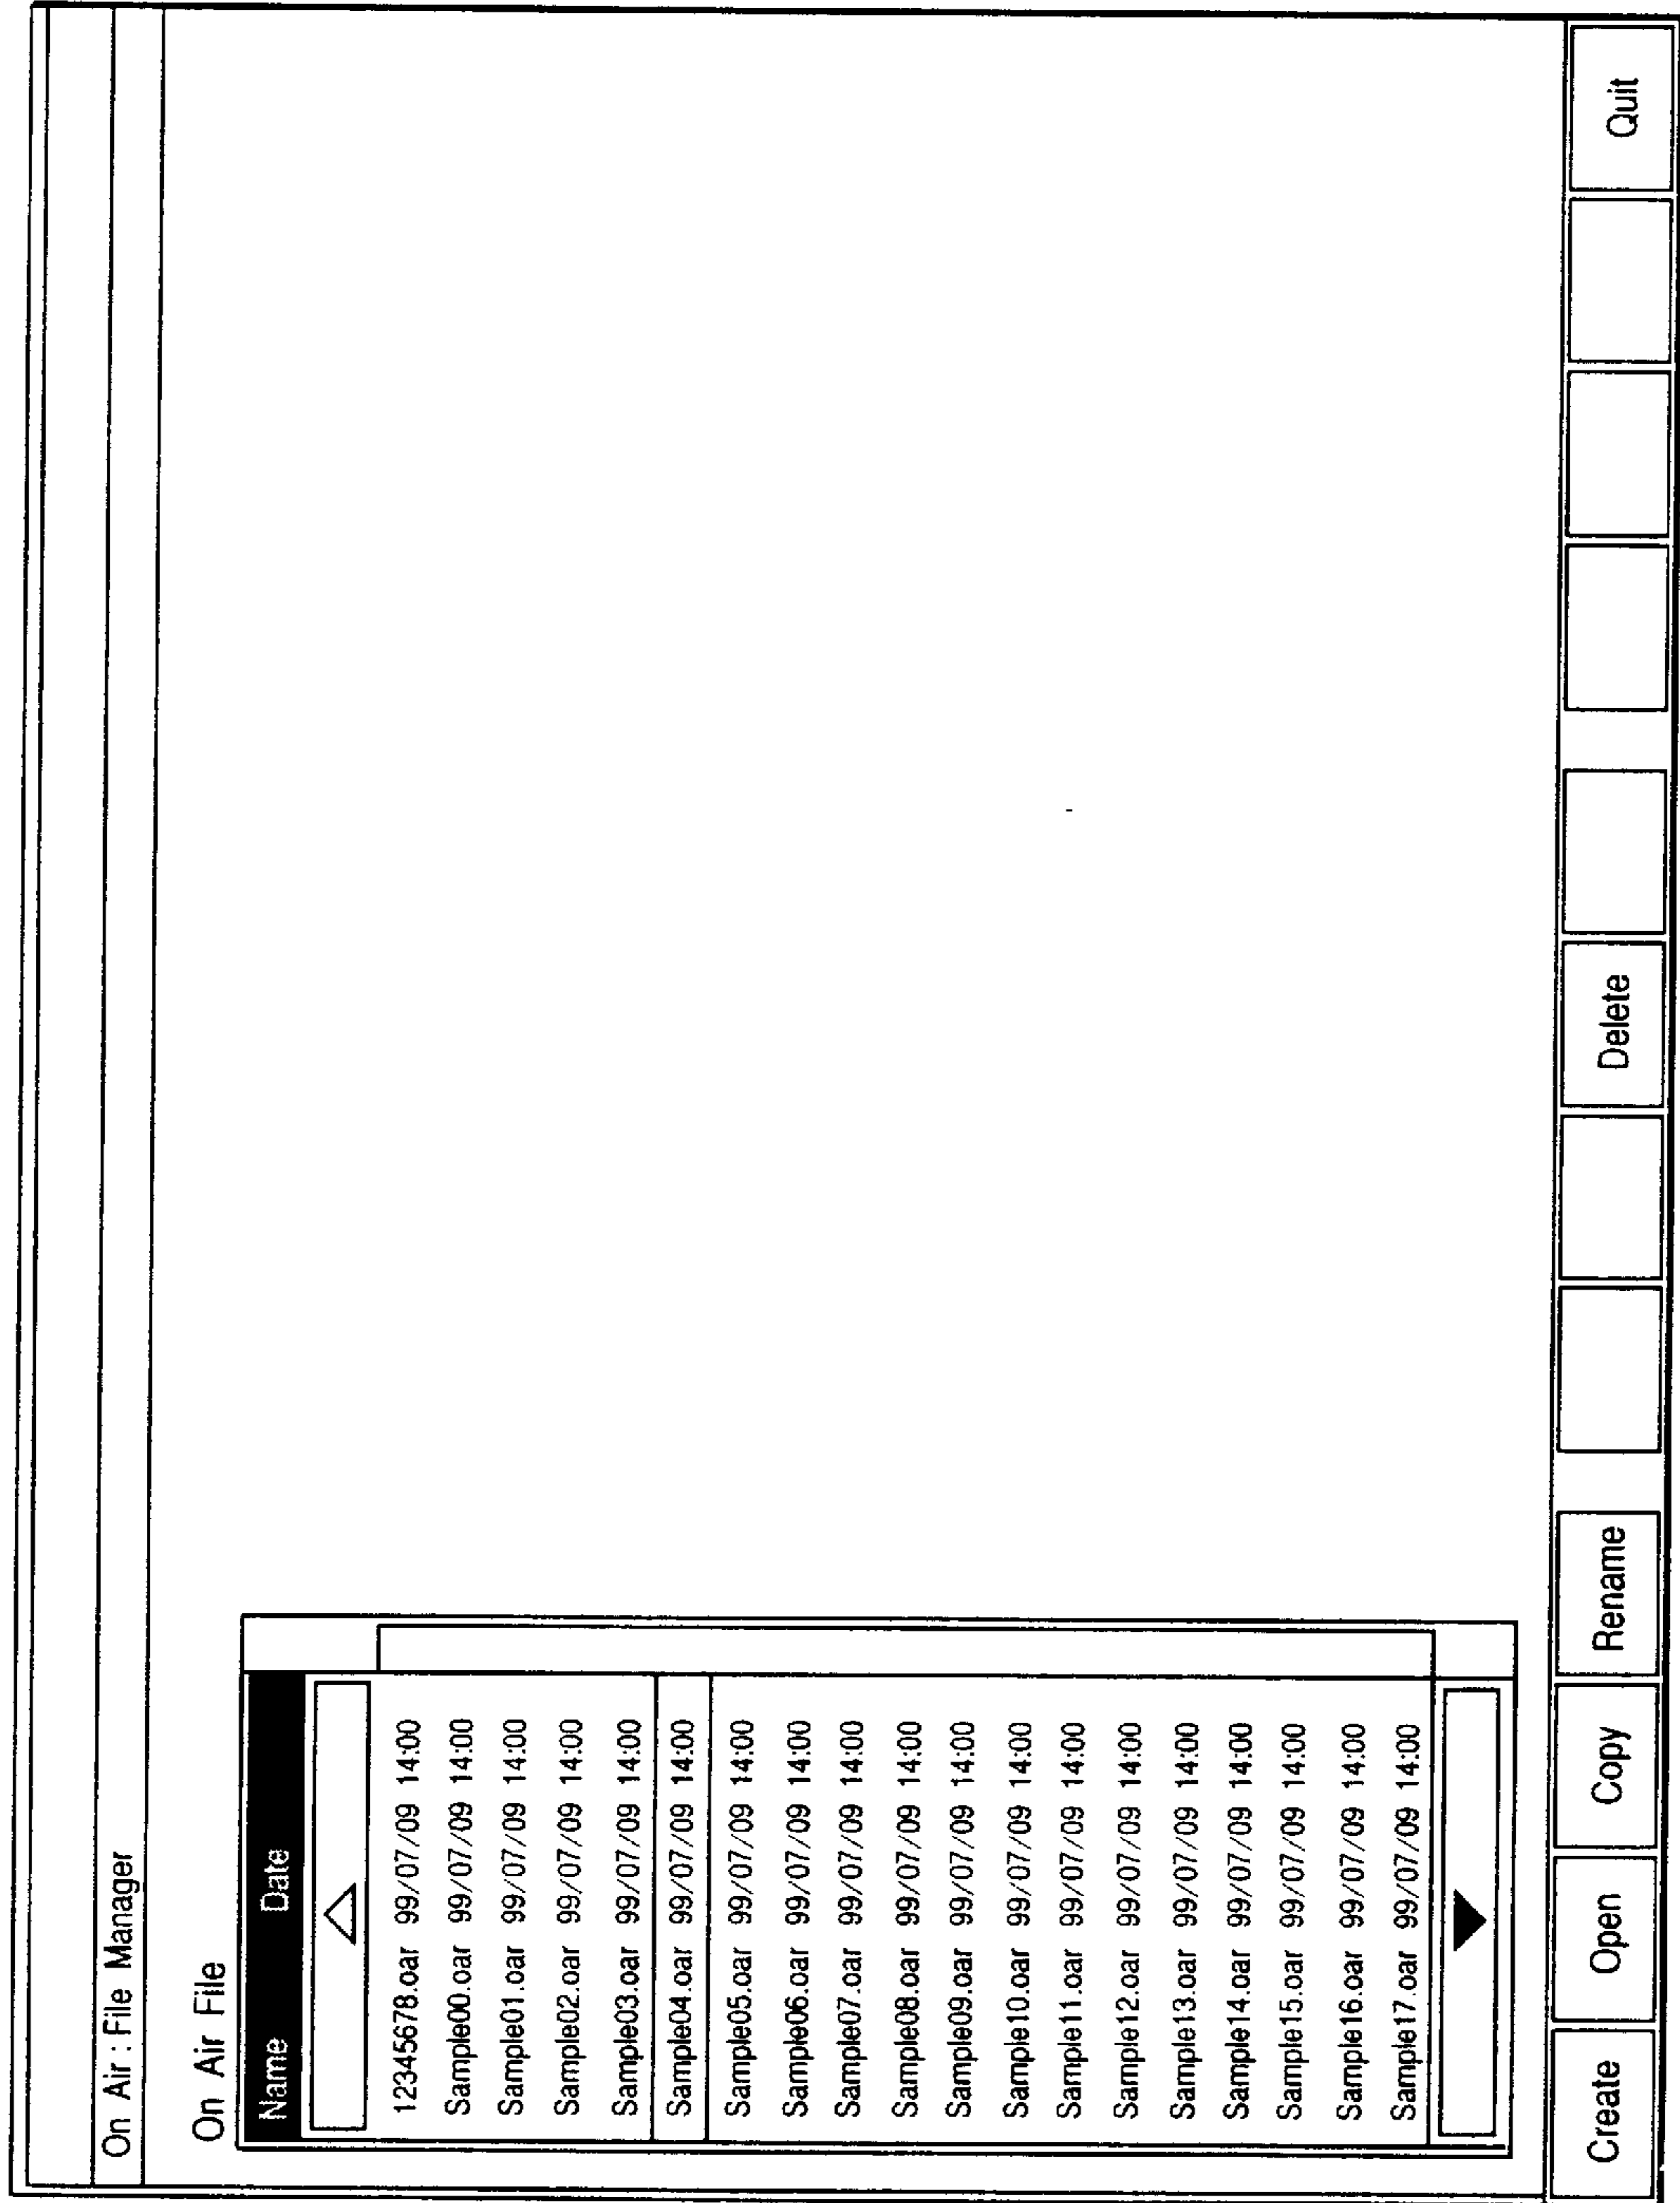 On Air : File Manager
On Air File
Name Date
12345678.oar 99/07/09 14:00
Sample00.oar 99/07/09 14:00
Sample01.oar 99/07/09 14:00
Sample02.oar 99/07/09 14:00
Sample03.oar 99/07/09 14:00
Sample04.oar 99/07/09 14:00
Sample05.oar 99/07/09 14:00
Sample06.oar 99/07/09 14:00
Sample07.oar 99/07/09 14:00
Sample08.oar 99/07/09 14:00
Sample09.oar 99/07/09 14:00
Sample10.oar 99/07/09 14:00
Sample11.oar 99/07/09 14:00
Sample12.oar 99/07/09 14:00
Sample13.oar 99/07/09 14:00
Sample14.oar 99/07/09 14:00
Sample15.oar 99/07/09 14:00
Sample16.oar 99/07/09 14:00
Sample17.oar 99/07/09 14:00
Create Open Copy Rename Delete Quit